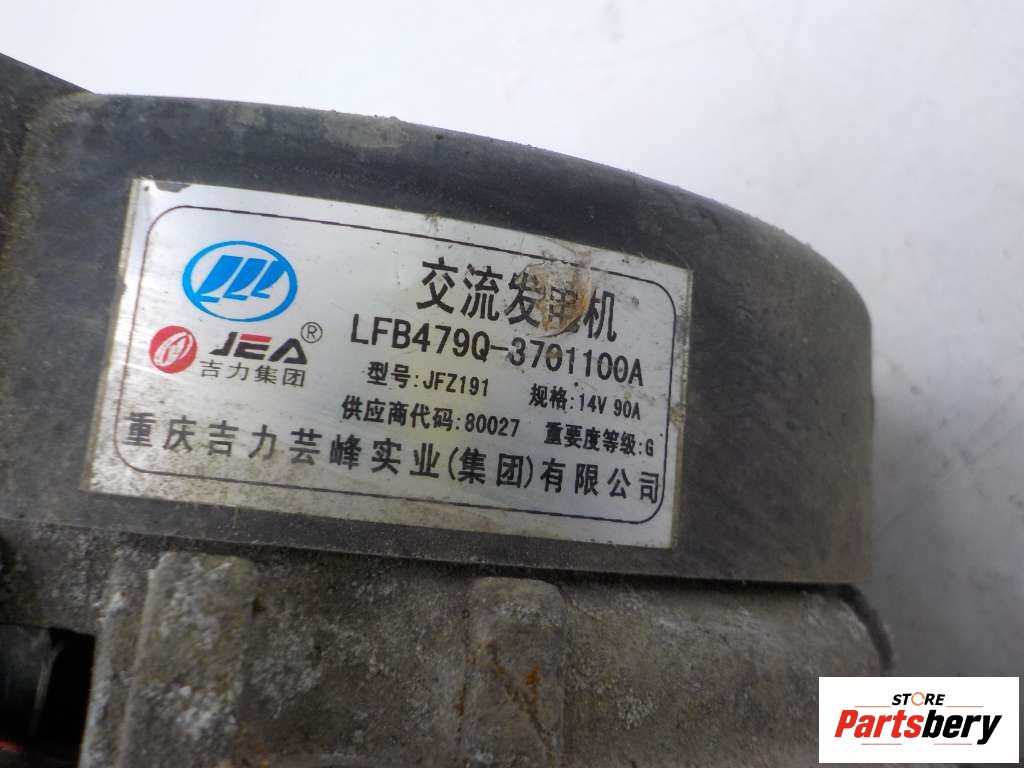 交流发电机
LFB479Q-3701100A
JEA®
吉力集团
型号:JFZ191 规格:14V 90A
供应商代码:80027 重要度等级:G
重庆吉力芸峰实业(集团)有限公司
STORE
Partsbery